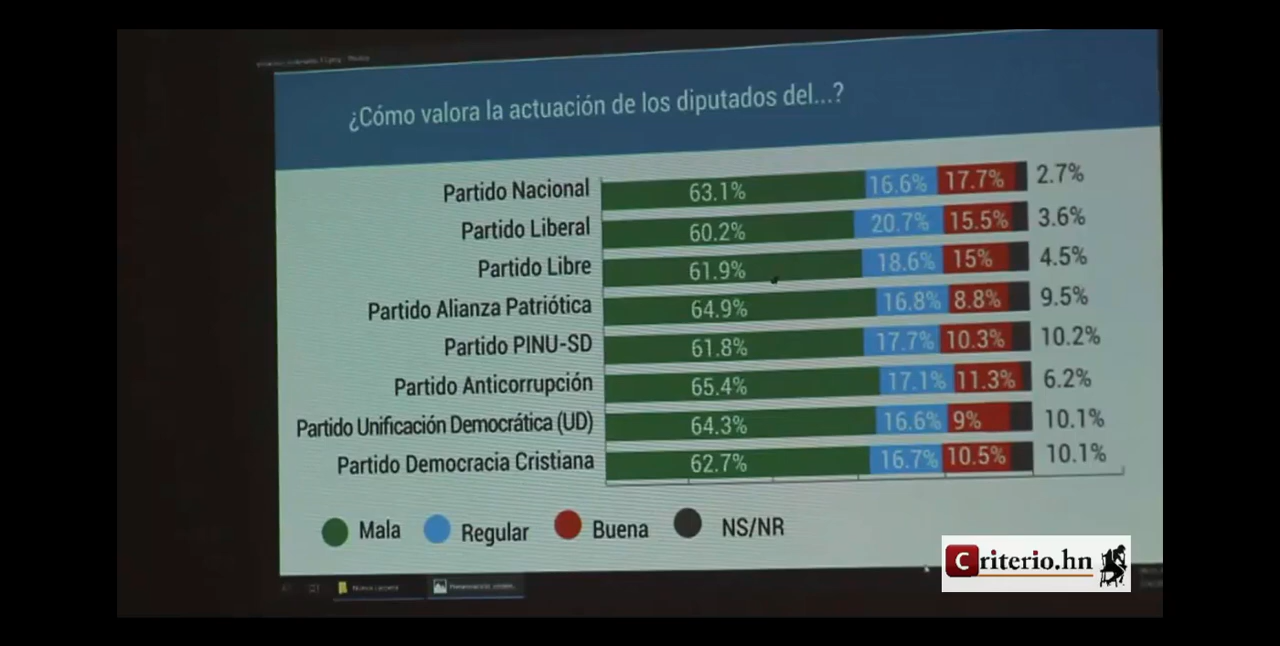 ¿Cómo valora la actuación de los diputados del...?
Partido Nacional 63.1% 16.6% 17.7% 2.7%
Partido Liberal 60.2% 20.7% 15.5% 3.6%
Partido Libre 61.9% 18.6% 15% 4.5%
Partido Alianza Patriótica 64.9% 16.8% 8.8% 9.5%
Partido PINU-SD 61.8% 17.7% 10.3% 10.2%
Partido Anticorrupción 65.4% 17.1% 11.3% 6.2%
Partido Unificación Democrática (UD) 64.3% 16.6% 9% 10.1%
Partido Democracia Cristiana 62.7% 16.7% 10.5% 10.1%
Mala Regular Buena NS/NR
Criterio.hn